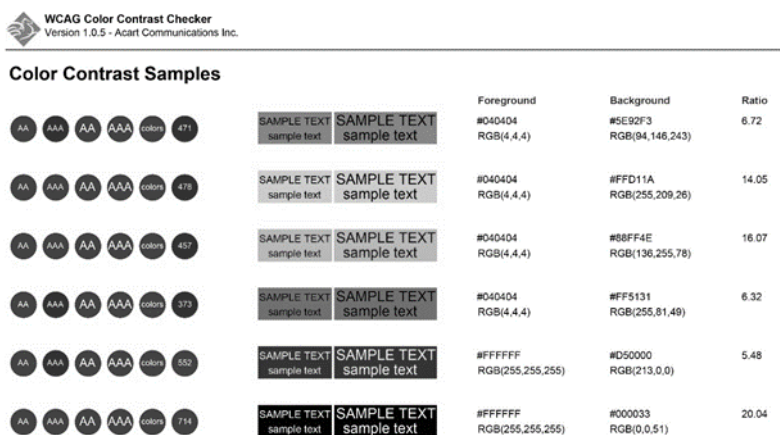 WCAG Color Contrast Checker
Version 1.0.5 - Acart Communications Inc.
Color Contrast Samples
Foreground Background Ratio
AA AAA AA AAA colors 471 SAMPLE TEXT SAMPLE TEXT #040404 #5E92F3 6.72
sample text sample text RGB(4,4,4) RGB(94,146,243)
AA AAA AA AAA colors 478 SAMPLE TEXT SAMPLE TEXT #040404 #FFD11A 14.05
sample text sample text RGB(4,4,4) RGB(255,209,26)
AA AAA AA AAA colors 457 SAMPLE TEXT SAMPLE TEXT #040404 #88FF4E 16.07
sample text sample text RGB(4,4,4) RGB(136,255,78)
AA AAA AA AAA colors 373 SAMPLE TEXT SAMPLE TEXT #040404 #FF5131 6.32
sample text sample text RGB(4,4,4) RGB(255,81,49)
AA AAA AA AAA colors 552 SAMPLE TEXT SAMPLE TEXT #FFFFFF #D50000 5.48
sample text sample text RGB(255,255,255) RGB(213,0,0)
AA AAA AA AAA colors 714 SAMPLE TEXT SAMPLE TEXT #FFFFFF #000033 20.04
sample text sample text RGB(255,255,255) RGB(0,0,51)